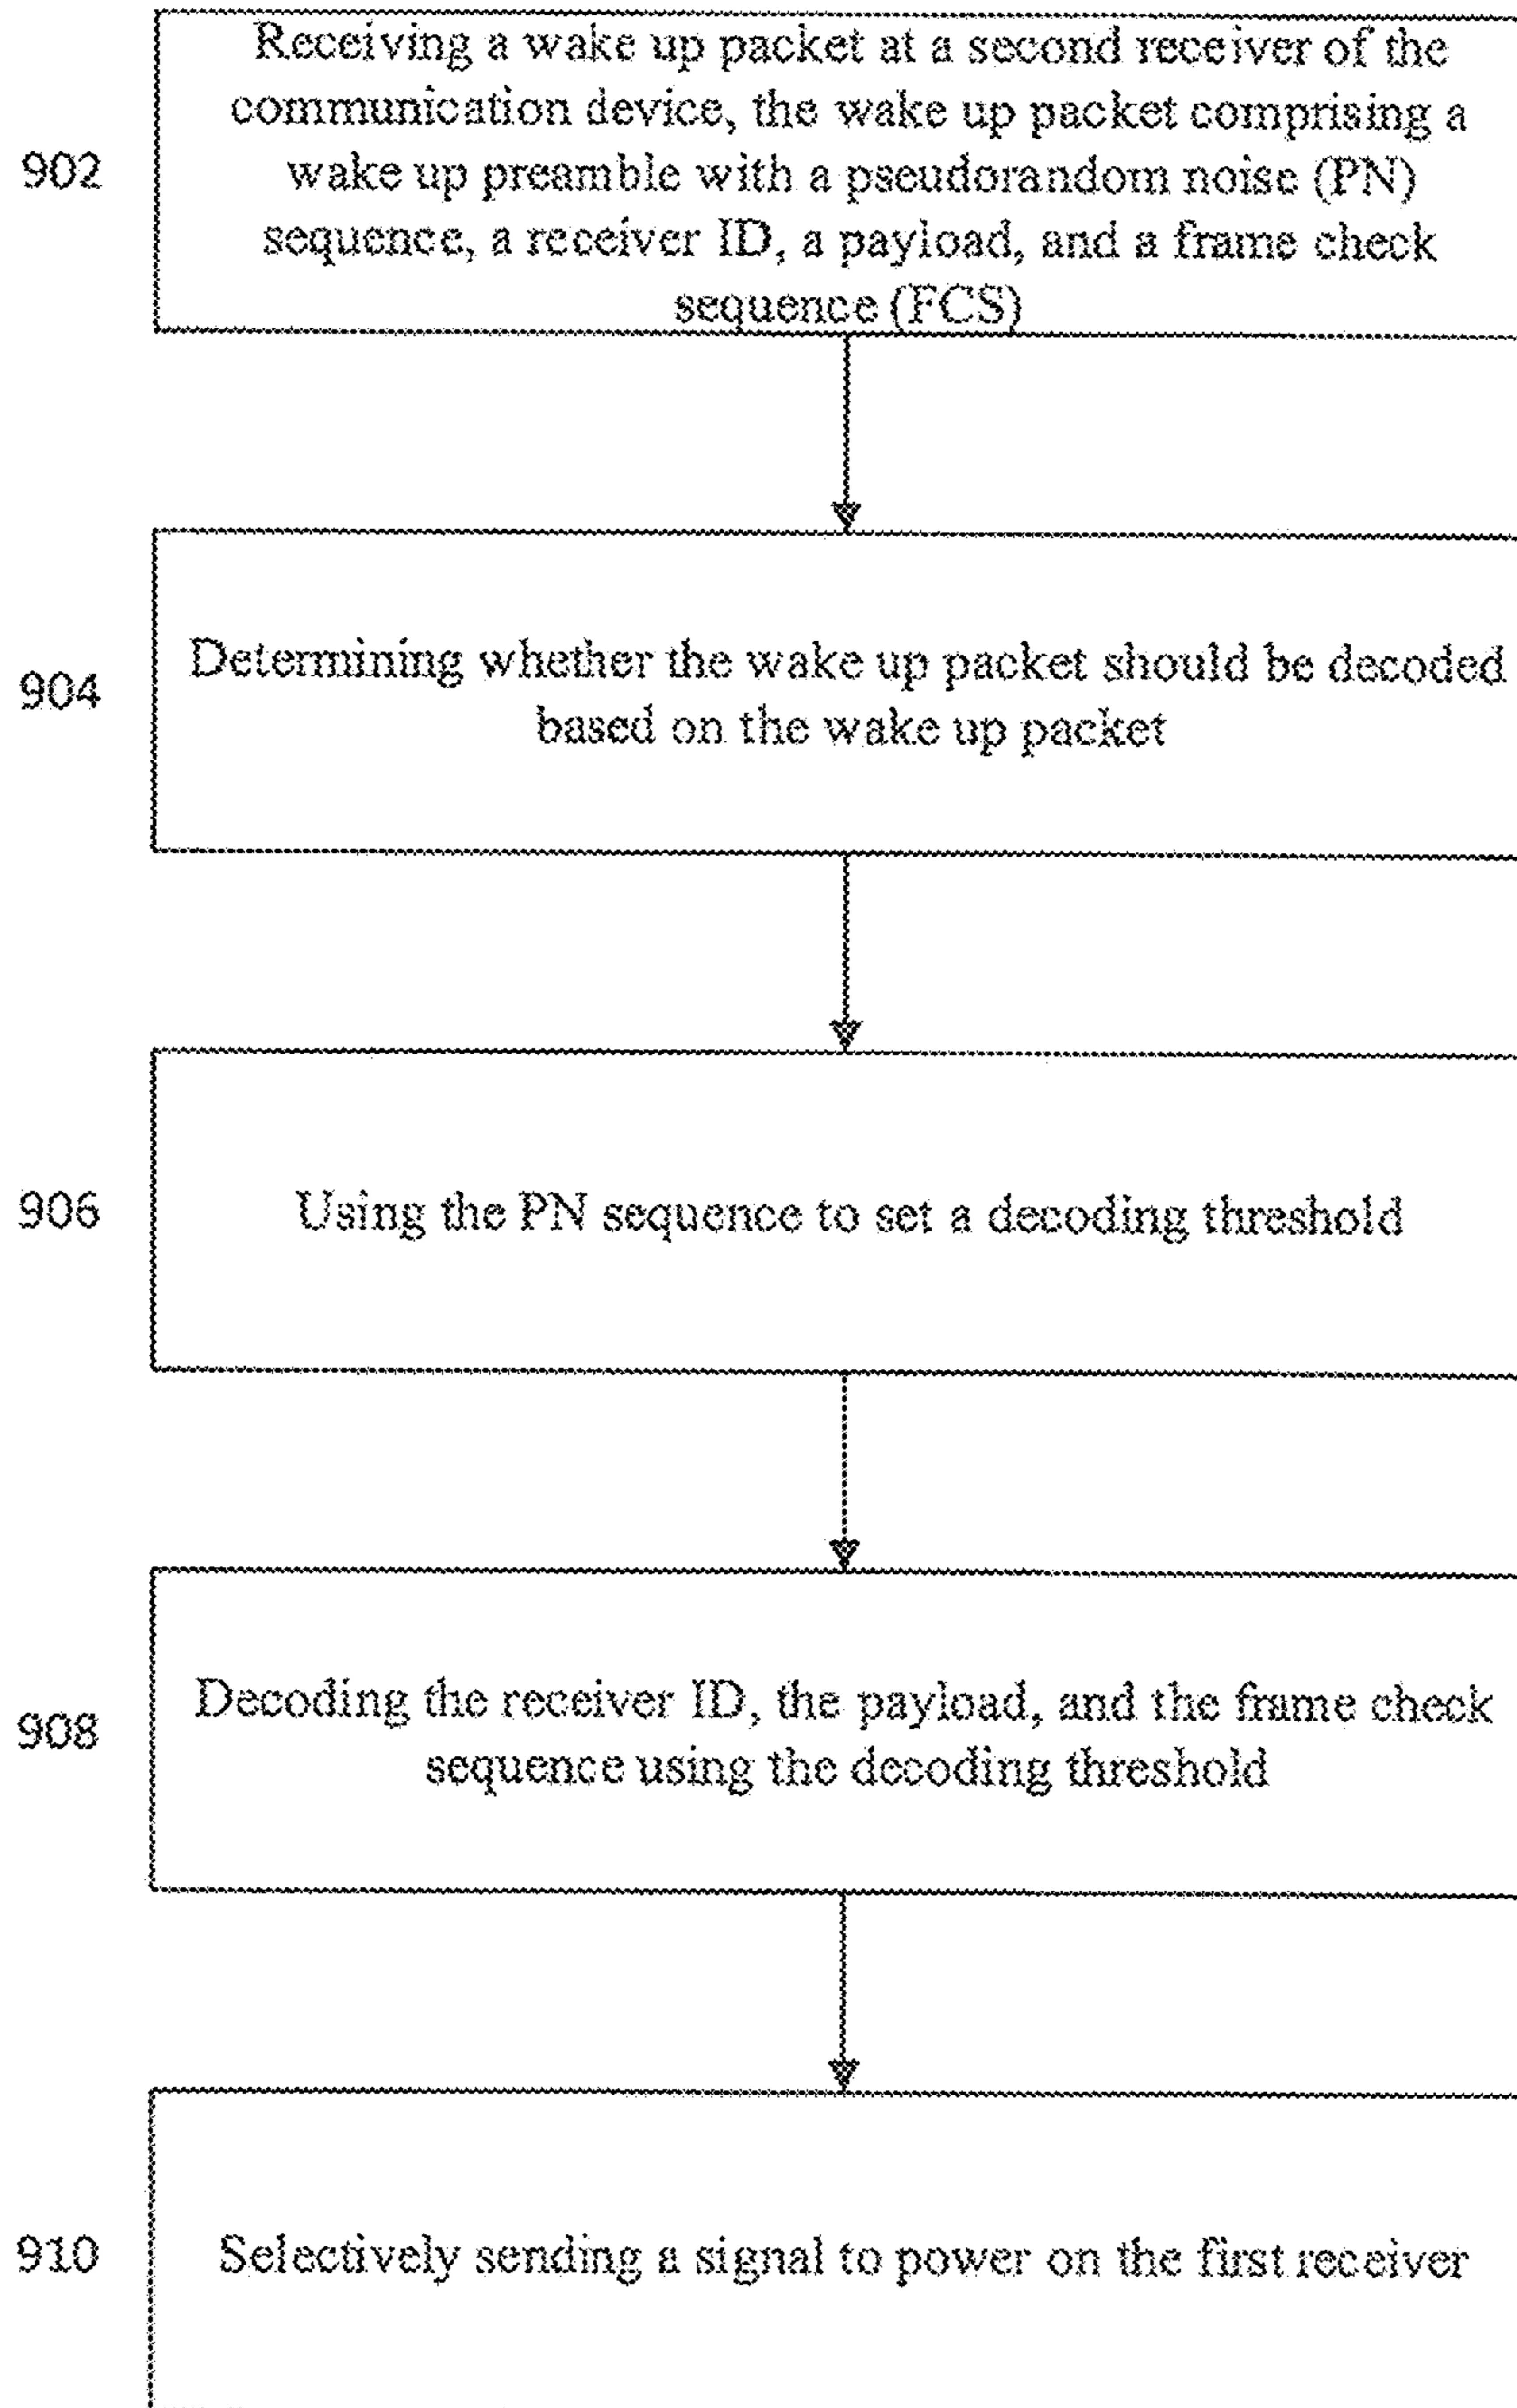 902
Receiving a wake up packet at a second receiver of the
communication device, the wake up packet comprising a
wake up preamble with a pseudorandom noise (PN)
sequence, a receiver ID, a payload, and a frame check
sequence (FCS)
904
Determining whether the wake up packet should be decoded
based on the wake up packet
906
Using the PN sequence to set a decoding threshold
908
Decoding the receiver ID, the payload, and the frame check
sequence using the decoding threshold
910
Selectively sending a signal to power on the first receiver